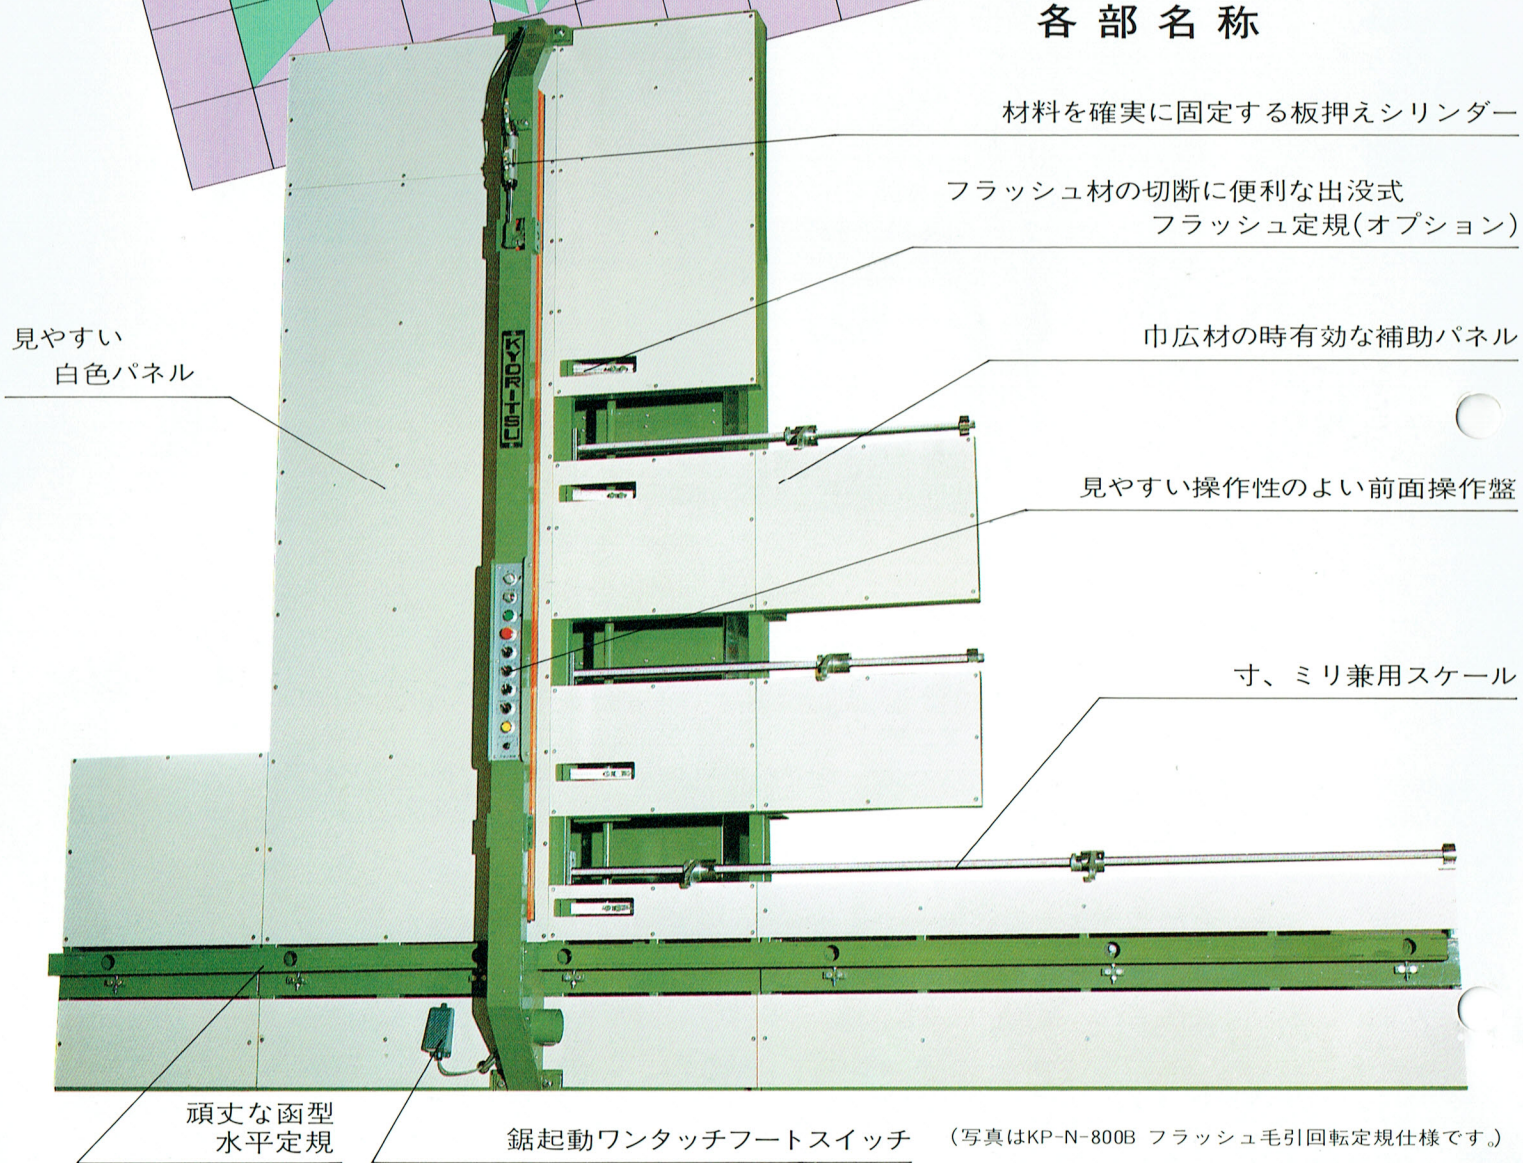 各部名称
材料を確実に固定する板押えシリンダー
フラッシュ材の切断に便利な出没式
フラッシュ定規(オプション)
見やすい
白色パネル
巾広材の時有効な補助パネル
KYORITSU
見やすい操作性のよい前面操作盤
寸、ミリ兼用スケール
頑丈な函型
水平定規
鋸起動ワンタッチフートスイッチ
(写真はKP-N-800B フラッシュ毛引回転定規仕様です。)